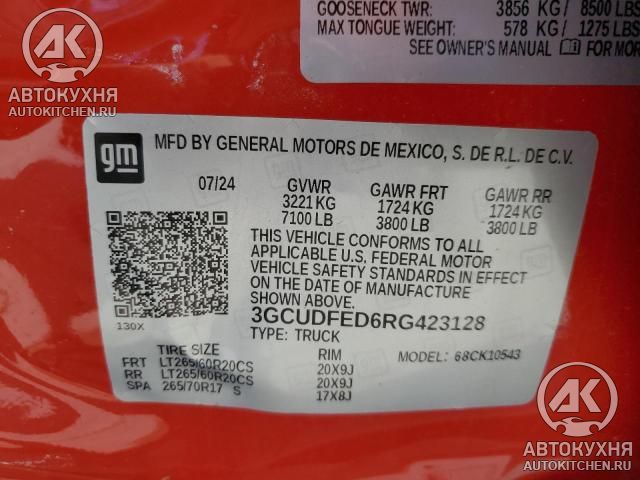 GOOSENECK TWR: 3856 KG / 8500 LBS
MAX TONGUE WEIGHT: 578 KG / 1275 LBS
SEE OWNER'S MANUAL FOR MOR
АК
АВТОКУХНЯ
AUTOKITCHEN.RU
gm
MFD BY GENERAL MOTORS DE MEXICO, S. DE R.L. DE C.V.
07/24 GVWR GAWR FRT GAWR RR
3221 KG 1724 KG 1724 KG
7100 LB 3800 LB 3800 LB
THIS VEHICLE CONFORMS TO ALL
APPLICABLE U.S. FEDERAL MOTOR
VEHICLE SAFETY STANDARDS IN EFFECT
ON THE DATE OF MANUFACTURE
SHOWN ABOVE.
130X
3GCUDFED6RG423128
TYPE: TRUCK
TIRE SIZE RIM MODEL: 68CK10543
FRT LT265/60R20CS 20X9J
RR LT265/60R20CS 20X9J
SPA 265/70R17 S 17X8J
АК
АВТОКУХНЯ
AUTOKITCHEN.RU